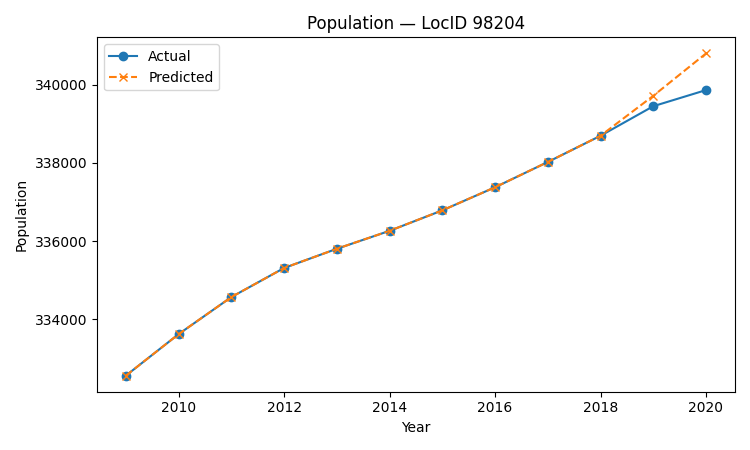 Population — LocID 98204
Actual
Predicted
Population
340000
338000
336000
334000
2010
2012
2014
2016
2018
2020
Year